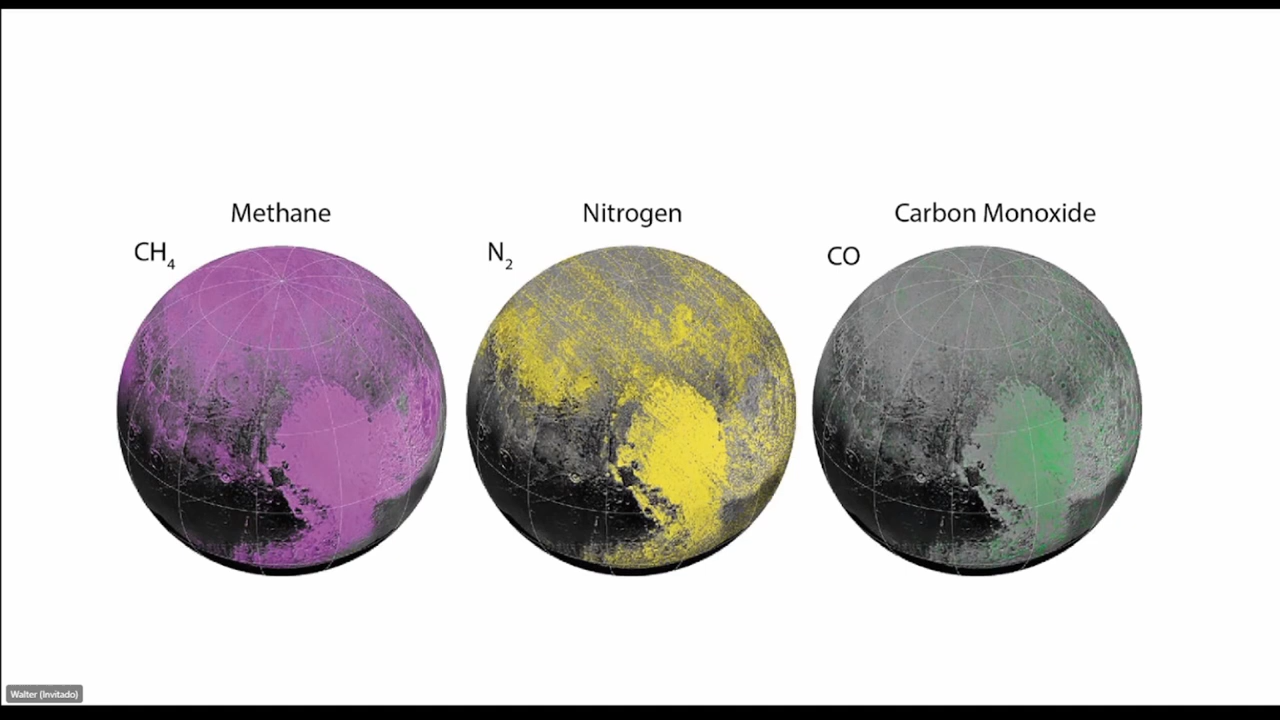 Methane
CH4
Nitrogen
N2
Carbon Monoxide
CO
Walter (Invitado)